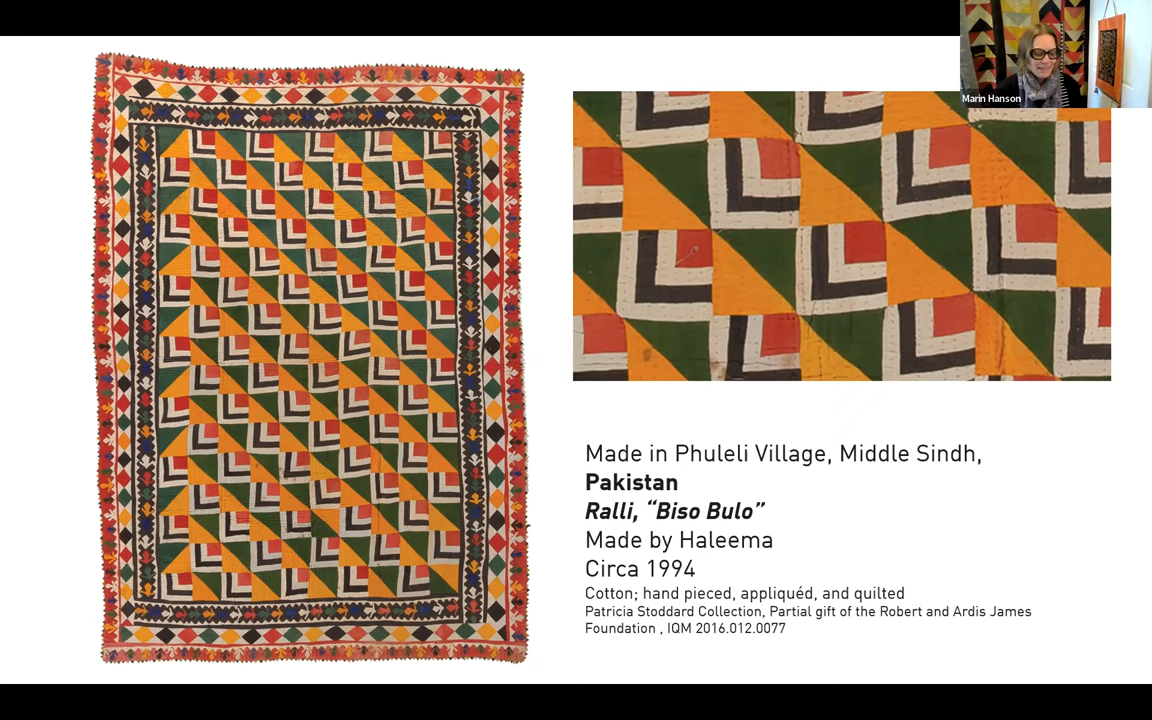 Marin Hanson
Made in Phuleli Village, Middle Sindh,
Pakistan
Ralli, “Biso Bulo”
Made by Haleema
Circa 1994
Cotton; hand pieced, appliquéd, and quilted
Patricia Stoddard Collection, Partial gift of the Robert and Ardis James
Foundation , IQM 2016.012.0077